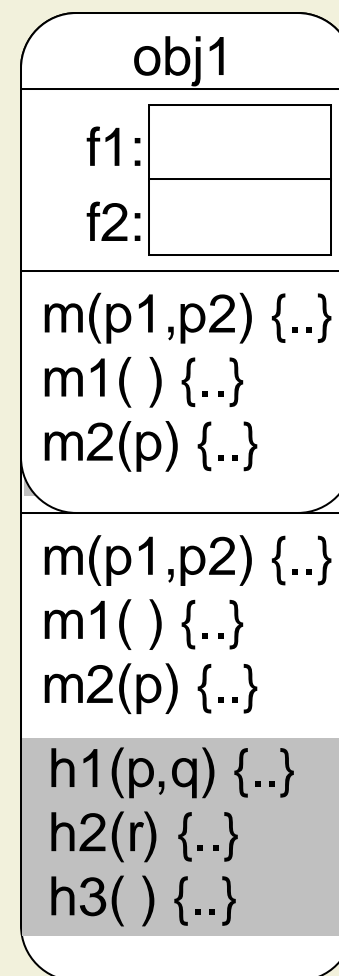 obj1
f1:
f2:
m(p1,p2) {..}
m1( ) {..}
m2(p) {..}
m(p1,p2) {..}
m1( ) {..}
m2(p) {..}
h1(p,q) {..}
h2(r) {..}
h3( ) {..}